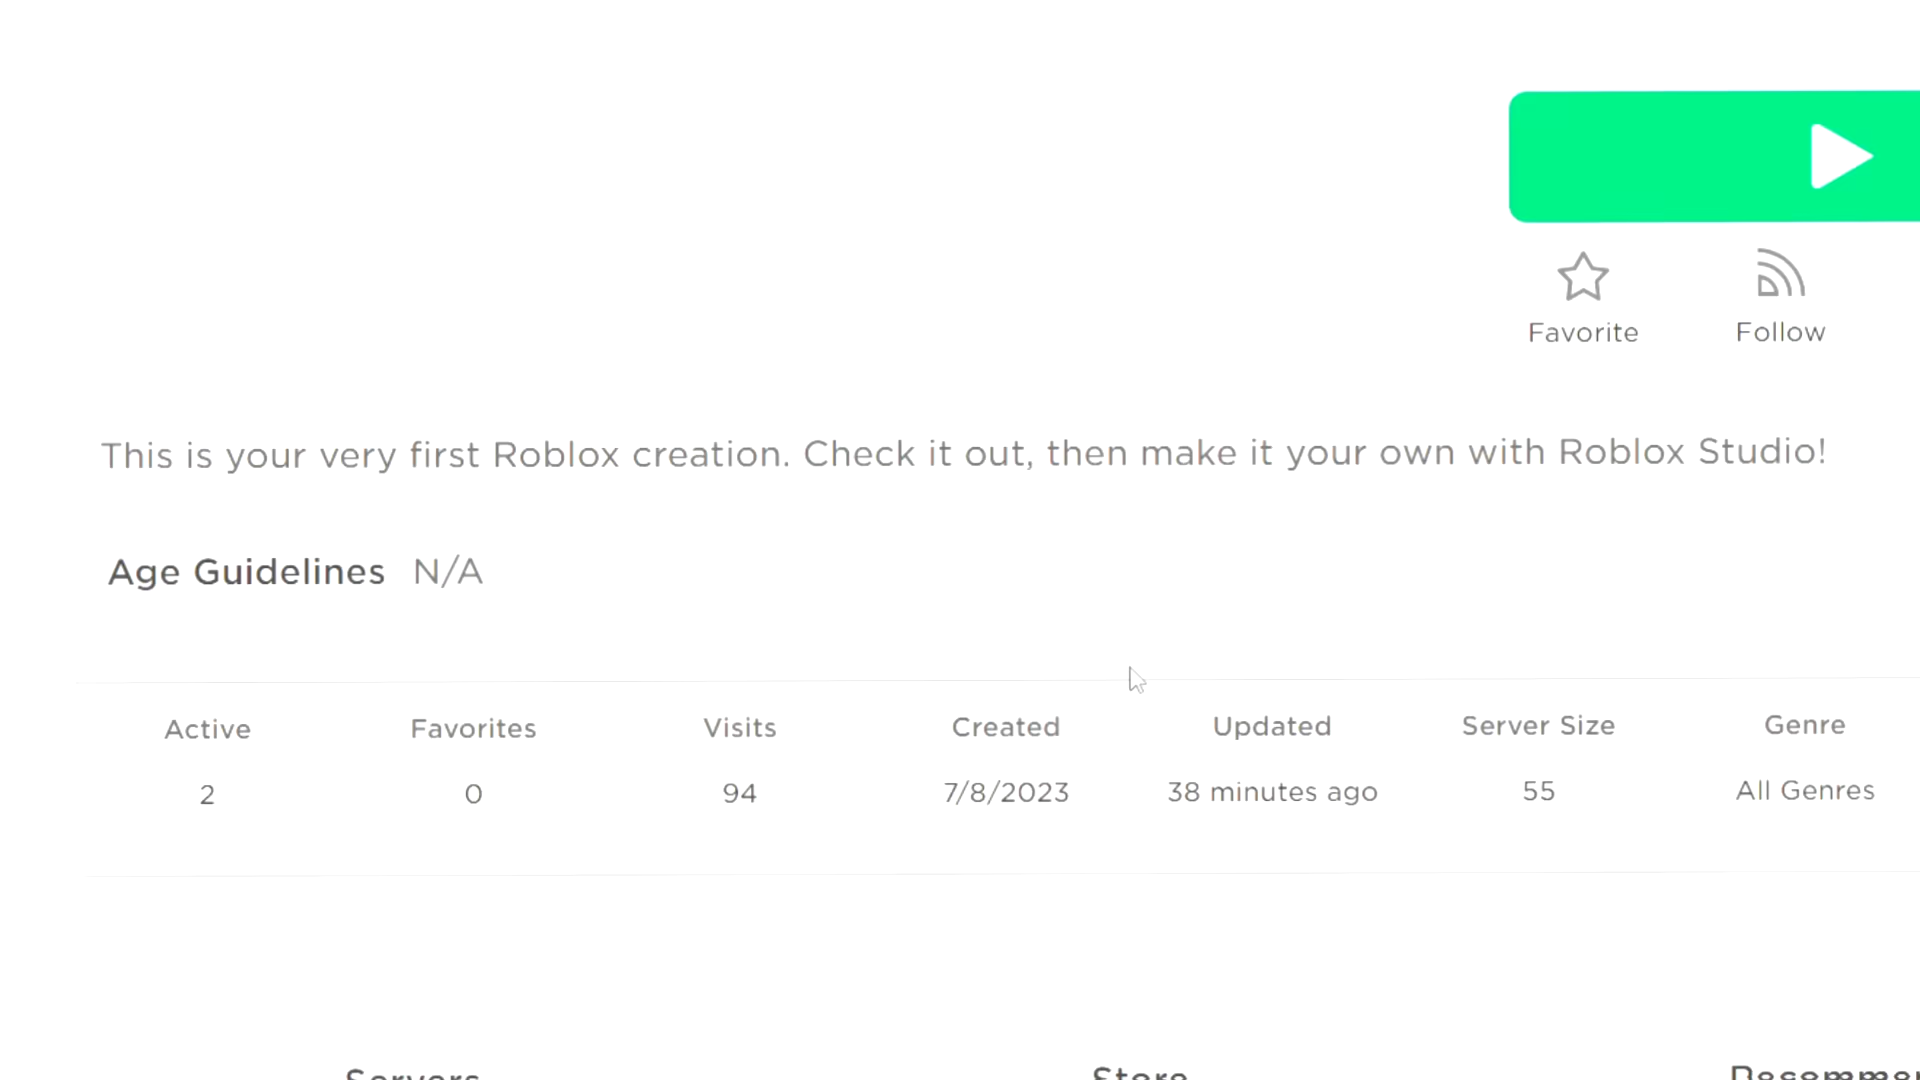 Favorite Follow
This is your very first Roblox creation. Check it out, then make it your own with Roblox Studio!
Age Guidelines N/A
Active Favorites Visits Created Updated Server Size Genre
2 0 94 7/8/2023 38 minutes ago 55 All Genres
Servers Store